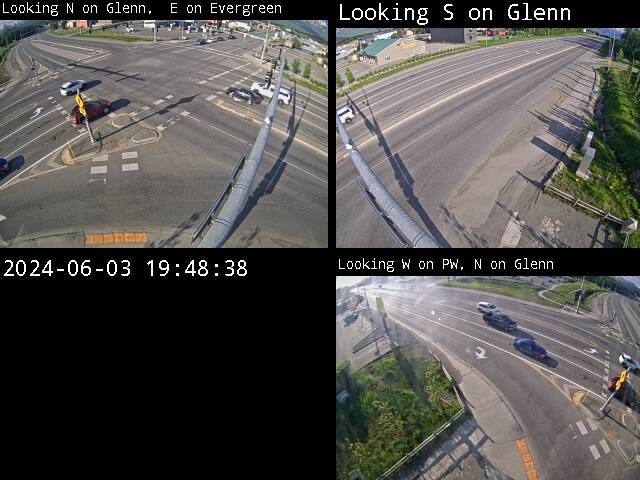 Looking N on Glenn,  E on Evergreen
Looking S on Glenn
2024-06-03 19:48:38
Looking W on PW, N on Glenn